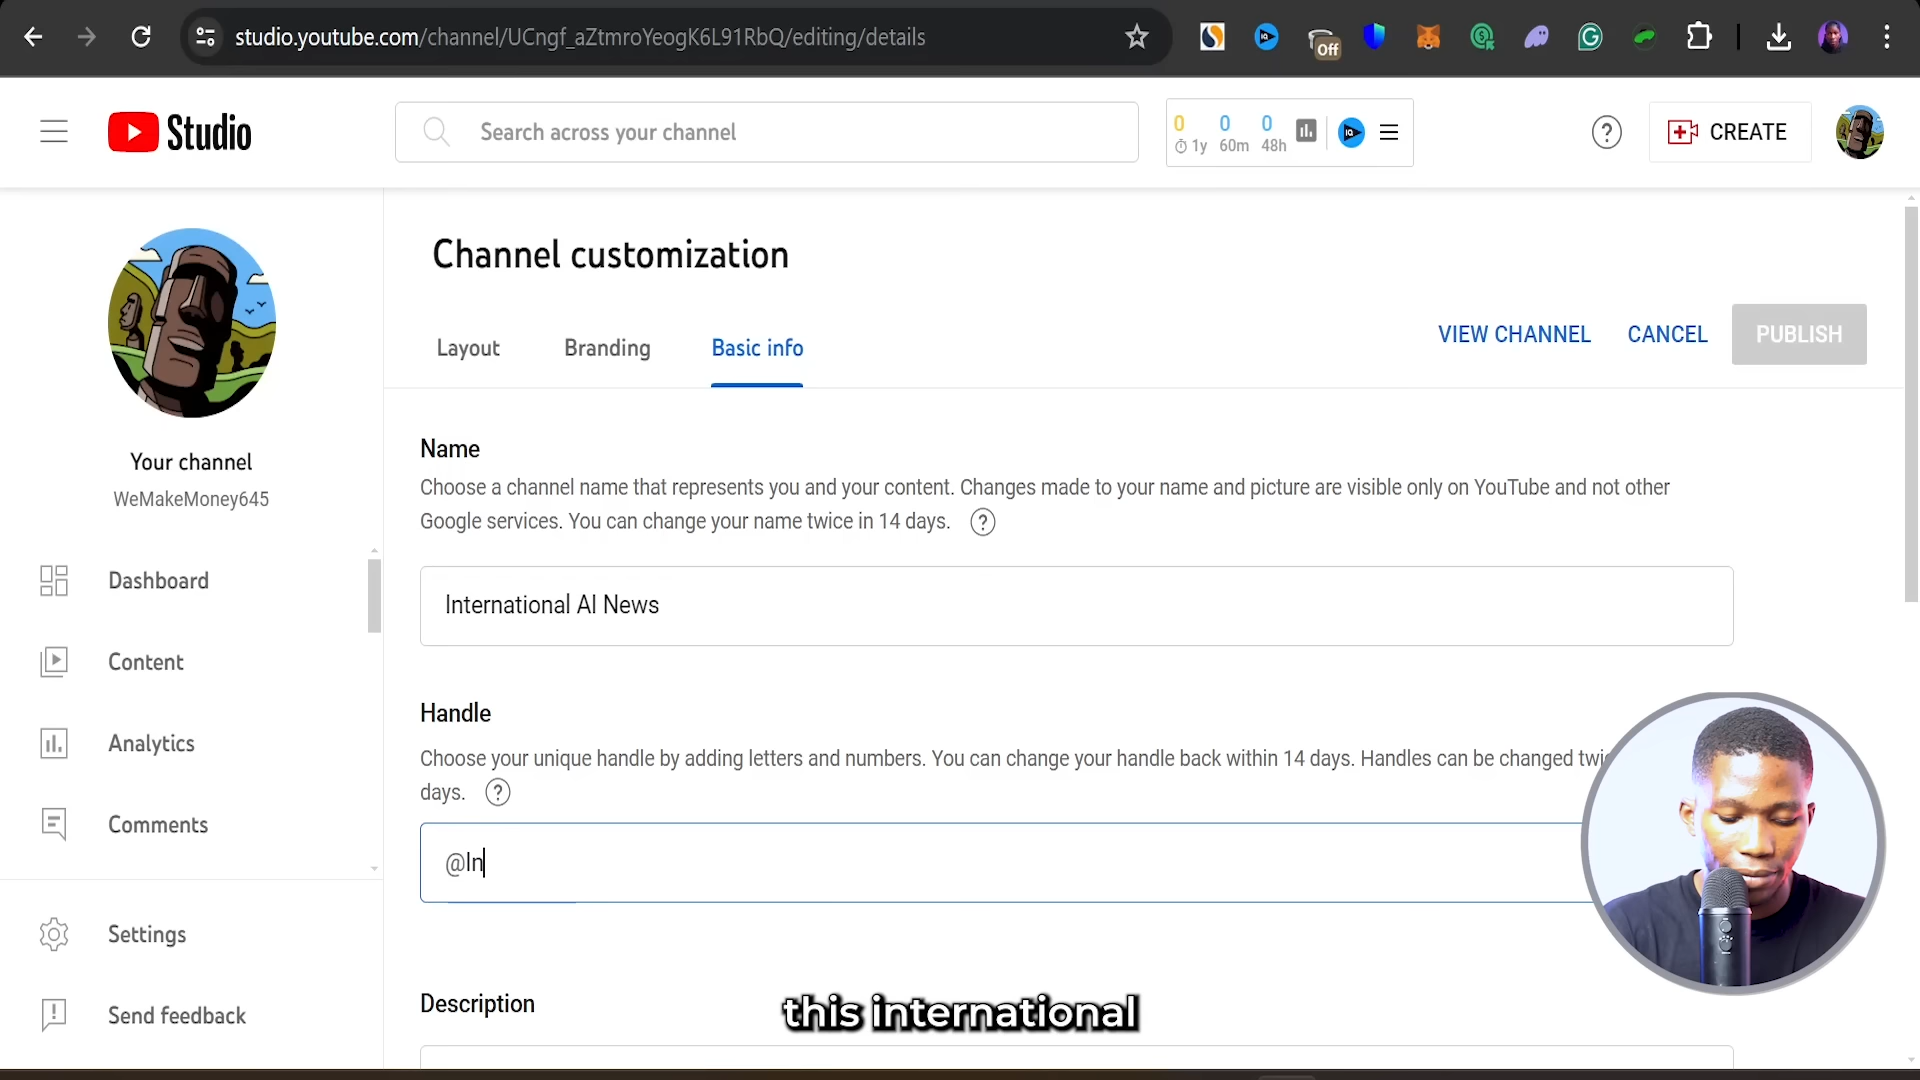 studio.youtube.com/channel/UCngf_aZtmroYeogK6L91RbQ/editing/details
Off
Studio
Search across your channel
0 0 0
1y 60m 48h
CREATE
Channel customization
Layout Branding Basic info
VIEW CHANNEL CANCEL PUBLISH
Your channel
WeMakeMoney645
Dashboard
Content
Analytics
Comments
Settings
Send feedback
Name
Choose a channel name that represents you and your content. Changes made to your name and picture are visible only on YouTube and not other
Google services. You can change your name twice in 14 days.
International AI News
Handle
Choose your unique handle by adding letters and numbers. You can change your handle back within 14 days. Handles can be changed
days.
@In
Description
this international